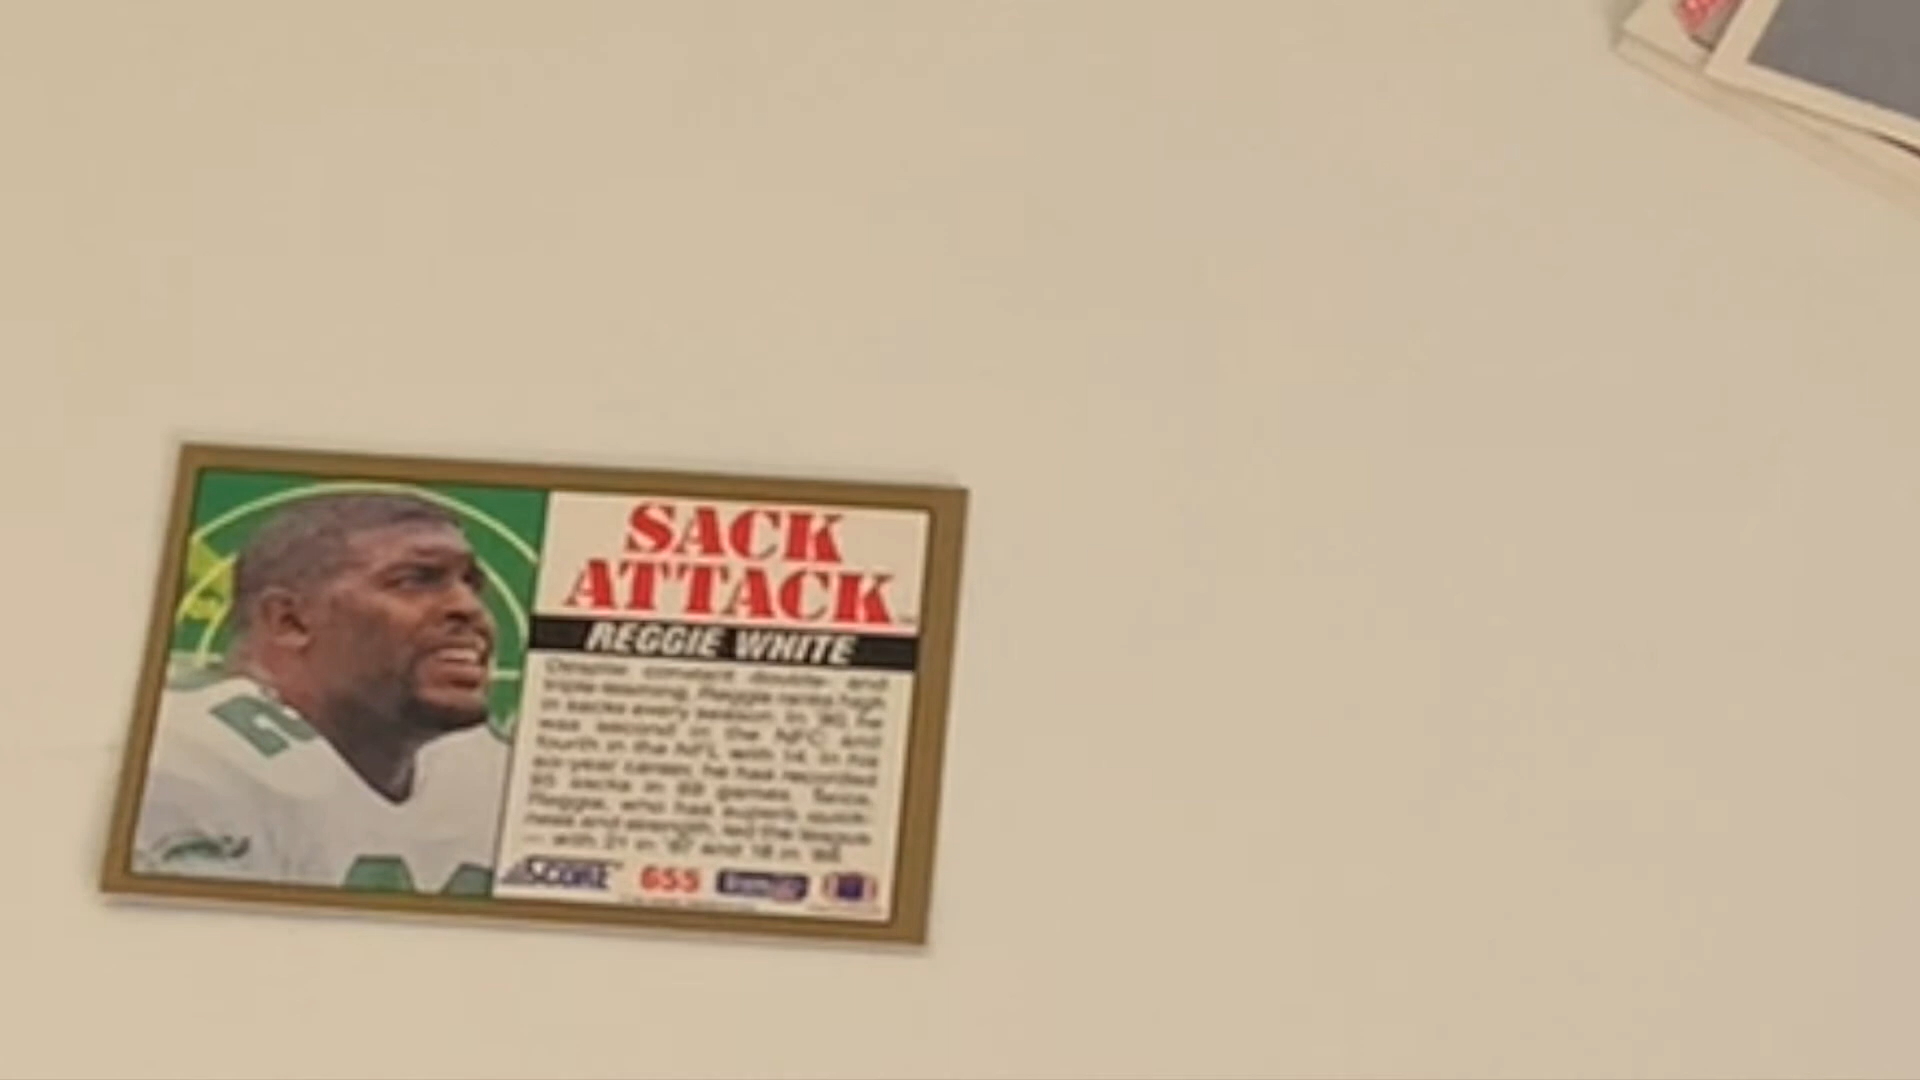 SACK
ATTACK
REGGIE WHITE
Despite constant double- and
triple-teaming, Reggie ranks high
in sacks every season. In '90, he
was second in the NFC and
fourth in the NFL with 14. In his
six-year career, he has recorded
95 sacks in 89 games. Twice,
Reggie, who has superb quick-
ness and strength, led the league
— with 21 in '87 and 18 in '88.
SCORE 655